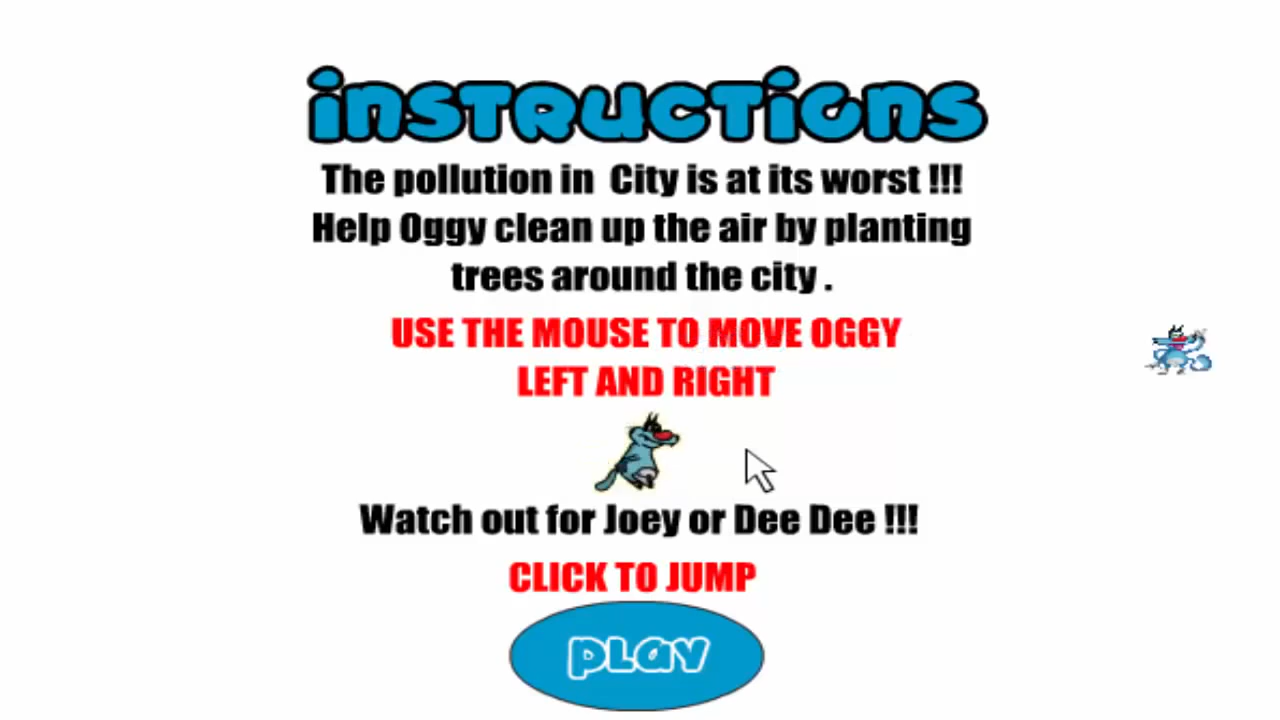 instructions
The pollution in City is at its worst !!!
Help Oggy clean up the air by planting
trees around the city .
USE THE MOUSE TO MOVE OGGY
LEFT AND RIGHT
Watch out for Joey or Dee Dee !!!
CLICK TO JUMP
PLAY